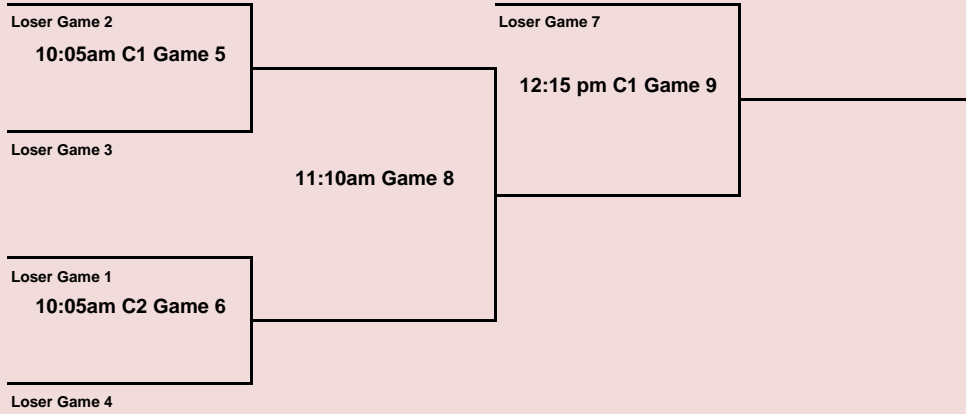 Loser Game 2
10:05am C1 Game 5
Loser Game 3
Loser Game 7
12:15 pm C1 Game 9
11:10am Game 8
Loser Game 1
10:05am C2 Game 6
Loser Game 4